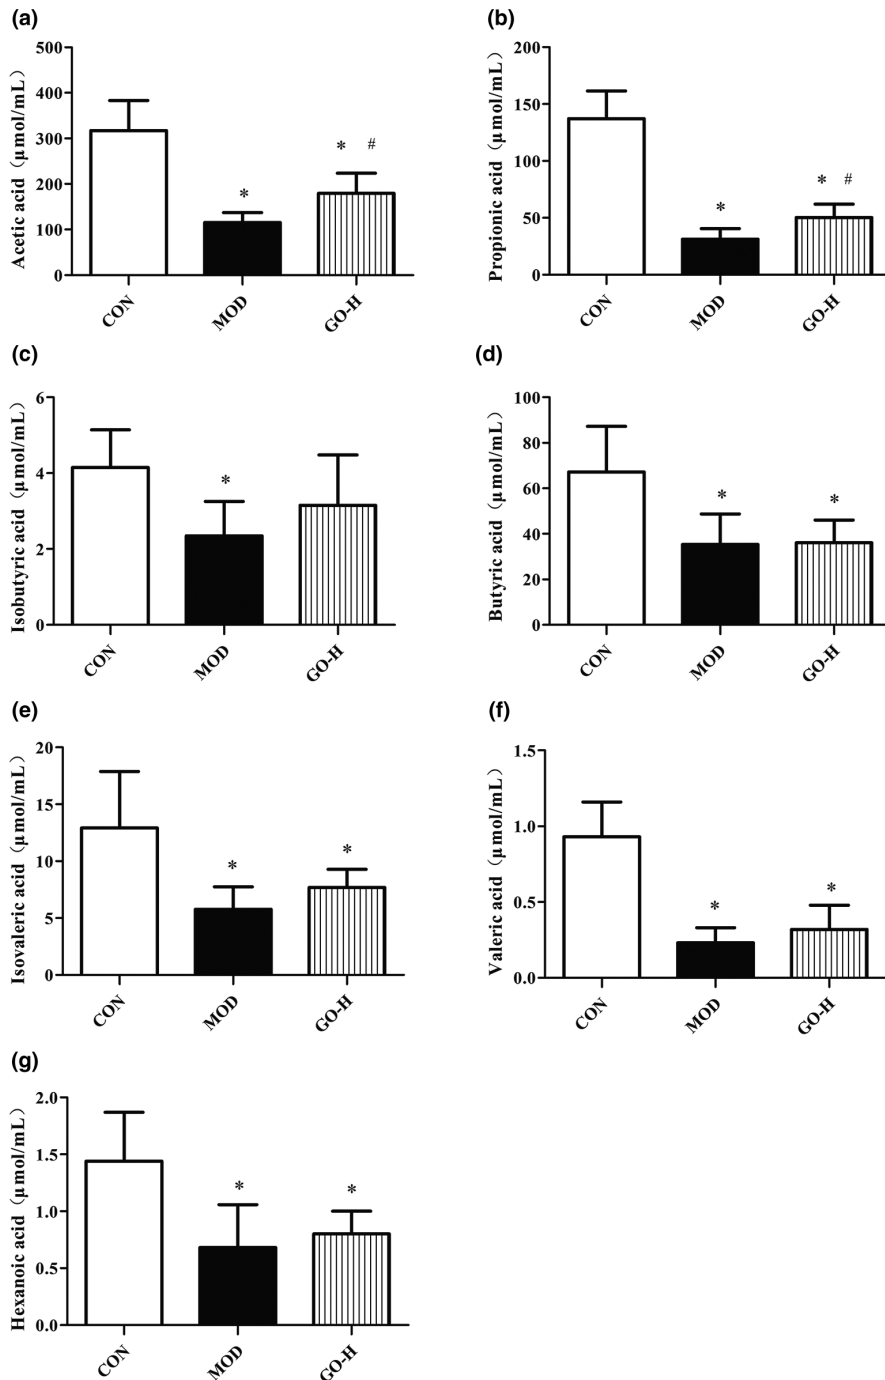 (a)
Acetic acid（μmol/mL）
500
400
300
200
100
0
*
* #
CON
MOD
GO-H
(b)
Propionic acid（μmol/mL）
200
150
100
50
0
*
* #
CON
MOD
GO-H
(c)
Isobutyric acid（μmol/mL）
6
4
2
0
*
CON
MOD
GO-H
(d)
Butyric acid（μmol/mL）
100
80
60
40
20
0
*
*
CON
MOD
GO-H
(e)
Isovaleric acid（μmol/mL）
20
15
10
5
0
*
*
CON
MOD
GO-H
(f)
Valeric acid（μmol/mL）
1.5
1.0
0.5
0.0
*
*
CON
MOD
GO-H
(g)
Hexanoic acid（μmol/mL）
2.0
1.5
1.0
0.5
0.0
*
*
CON
MOD
GO-H